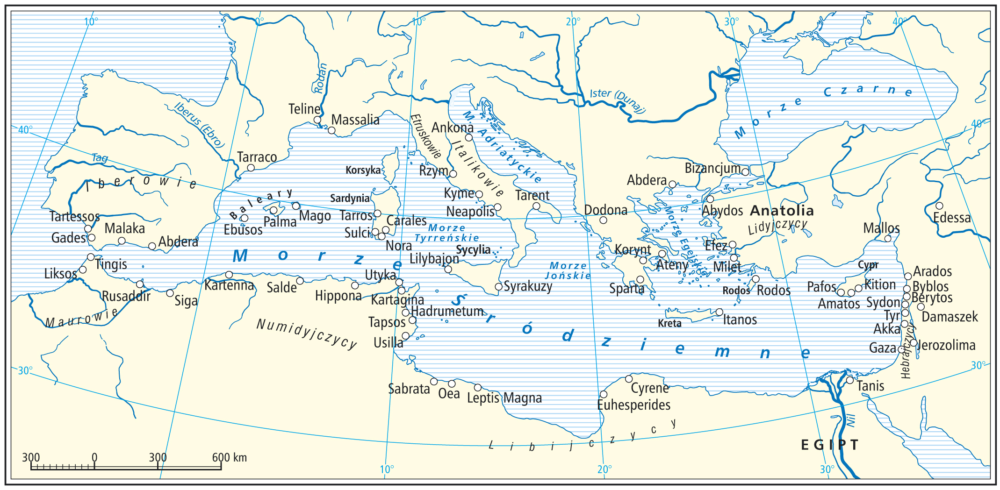 10°
0°
10°
20°
30°
40°
40°
40°
30°
30°
10°
20°
30°
Rodan
Iberus (Ebro)
Tag
Ister (Dunaj)
Nil
Morze Czarne
M. Adriatyckie
Morze
Tyrreńskie
Morze
Jońskie
Morze Egejskie
Morze
Śródziemne
Teline
Massalia
Tarraco
Ankona
Etruskowie
Italikowie
Rzym
Kyme
Neapolis
Tarent
Korsyka
Sardynia
Tarros
Carales
Sulci
Nora
Iberowie
Baleary
Palma
Mago
Ebusos
Tartessos
Gades
Malaka
Abdera
Tingis
Liksos
Rusaddir
Siga
Kartenna
Salde
Hippona
Utyka
Kartagina
Hadrumetum
Tapsos
Usilla
Maurowie
Numidyjczycy
Sycylia
Lilybajon
Syrakuzy
Sabrata
Oea
Leptis Magna
Dodona
Korynt
Ateny
Sparta
Abdera
Bizancjum
Abydos
Anatolia
Lidyjczycy
Efez
Milet
Rodos
Rodos
Kreta
Itanos
Mallos
Edessa
Cypr
Pafos
Kition
Amatos
Arados
Byblos
Berytos
Sydon
Damaszek
Tyr
Akka
Hebrajczycy
Gaza
Jerozolima
Tanis
Cyrene
Euhesperides
Libijczycy
EGIPT
300 0 300 600 km